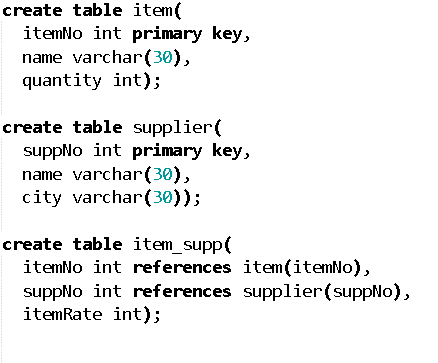 create table item(
itemNo int primary key,
name varchar(30),
quantity int);
create table supplier(
suppNo int primary key,
name varchar(30),
city varchar(30));
create table item_supp(
itemNo int references item(itemNo),
suppNo int references supplier(suppNo),
itemRate int);